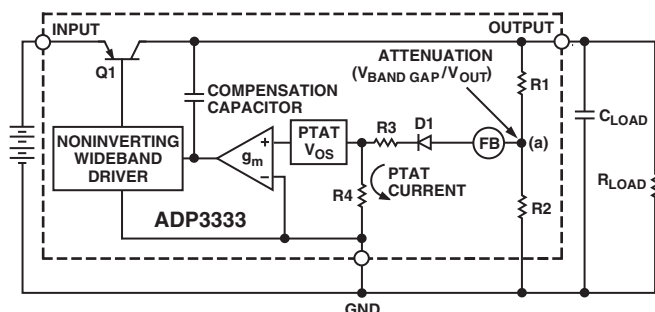 INPUT
OUTPUT
Q1
ATTENUATION
(VBAND GAP/VOUT)
COMPENSATION
CAPACITOR
R1
CLOAD
NONINVERTING
WIDEBAND
DRIVER
gm
+
−
PTAT
VOS
R3
D1
FB
(a)
R4
PTAT
CURRENT
R2
RLOAD
ADP3333
GND